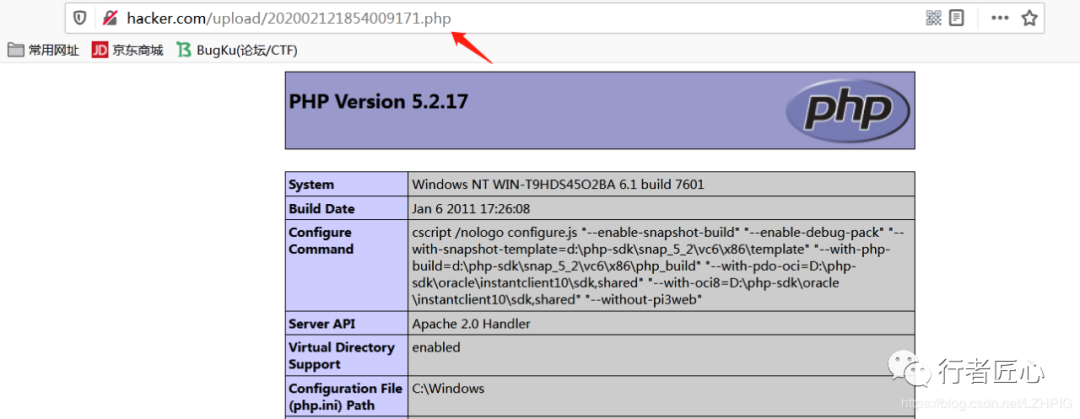 hacker.com/upload/202002121854009171.php
常用网址 JD 京东商城 BugKu(论坛/CTF)
PHP Version 5.2.17
php
System Windows NT WIN-T9HDS45O2BA 6.1 build 7601
Build Date Jan 6 2011 17:26:08
Configure Command cscript /nologo configure.js "--enable-snapshot-build" "--enable-debug-pack" "--
with-snapshot-template=d:\php-sdk\snap_5_2\vc6\x86\template" "--with-php-
build=d:\php-sdk\snap_5_2\vc6\x86\php_build" "--with-pdo-oci=D:\php-
sdk\oracle\instantclient10\sdk,shared" "--with-oci8=D:\php-sdk\oracle
\instantclient10\sdk,shared" "--without-pi3web"
Server API Apache 2.0 Handler
Virtual Directory Support enabled
Configuration File (php.ini) Path C:\Windows
行者匠心
https://blog.csdn.net/LZHPIG